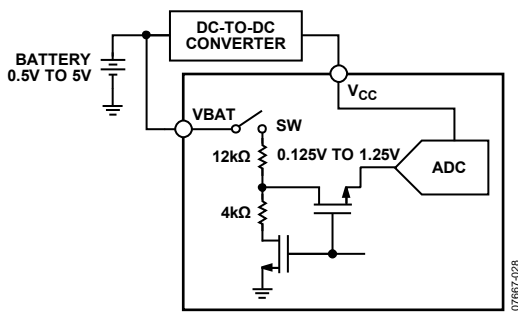 DC-TO-DC
CONVERTER
BATTERY
0.5V TO 5V
VCC
VBAT
SW
12kΩ
0.125V TO 1.25V
ADC
4kΩ
07667-028